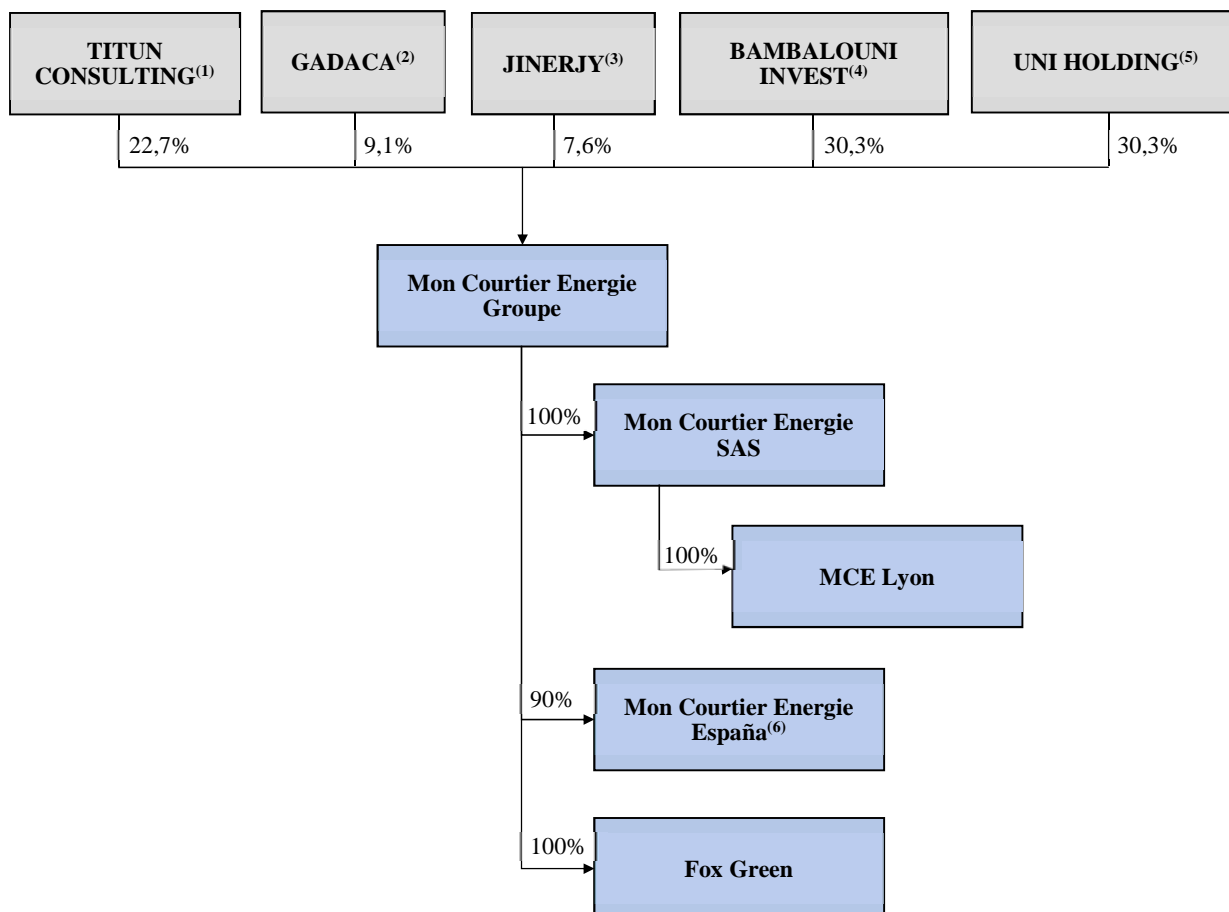 TITUN
CONSULTING(1)
GADACA(2)
JINERJY(3)
BAMBALOUNI
INVEST(4)
UNI HOLDING(5)
22,7%
9,1%
7,6%
30,3%
30,3%
Mon Courtier Energie
Groupe
100%
Mon Courtier Energie
SAS
100%
MCE Lyon
90%
Mon Courtier Energie
España(6)
100%
Fox Green